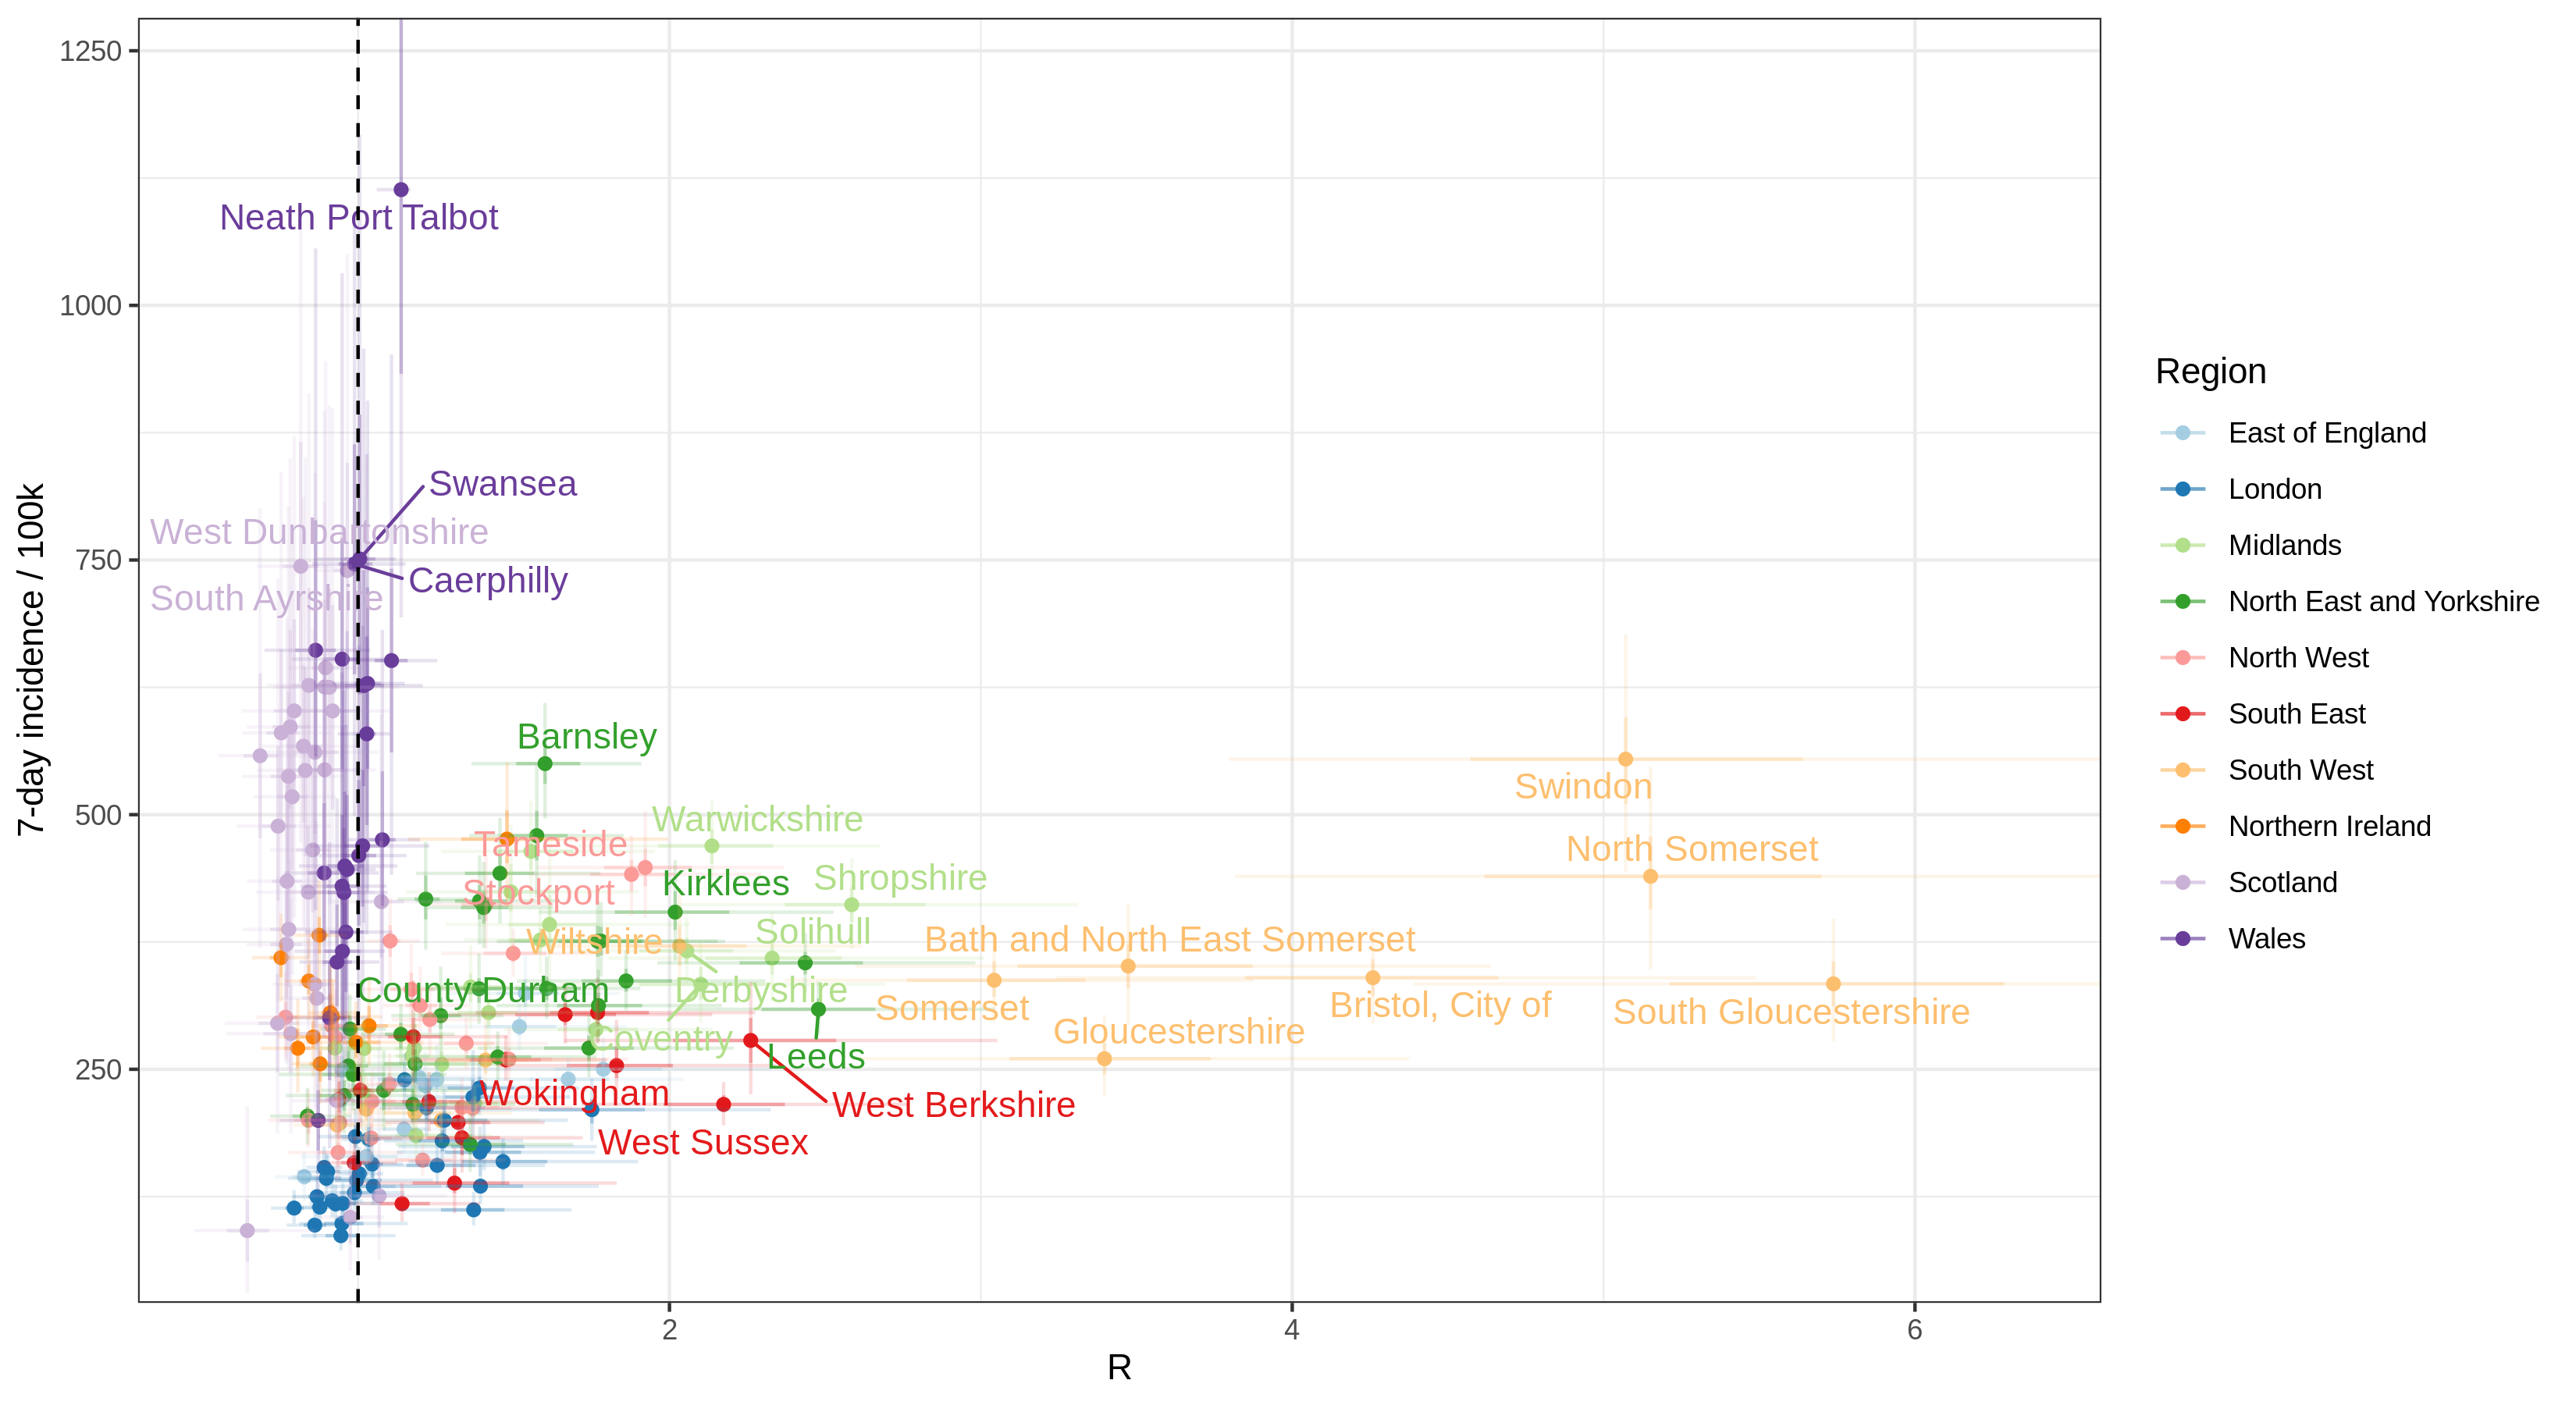 1250
1000
750
500
250
7-day incidence / 100k
Neath Port Talbot
Swansea
West Dunbartonshire
Caerphilly
South Ayrshire
Barnsley
Swindon
Warwickshire
Tameside
North Somerset
Shropshire
Kirklees
Stockport
Solihull
Wiltshire
Bath and North East Somerset
County Durham
Derbyshire
Somerset
Bristol, City of
South Gloucestershire
Coventry
Gloucestershire
Leeds
Wokingham
West Berkshire
West Sussex
2
4
6
R
Region
East of England
London
Midlands
North East and Yorkshire
North West
South East
South West
Northern Ireland
Scotland
Wales